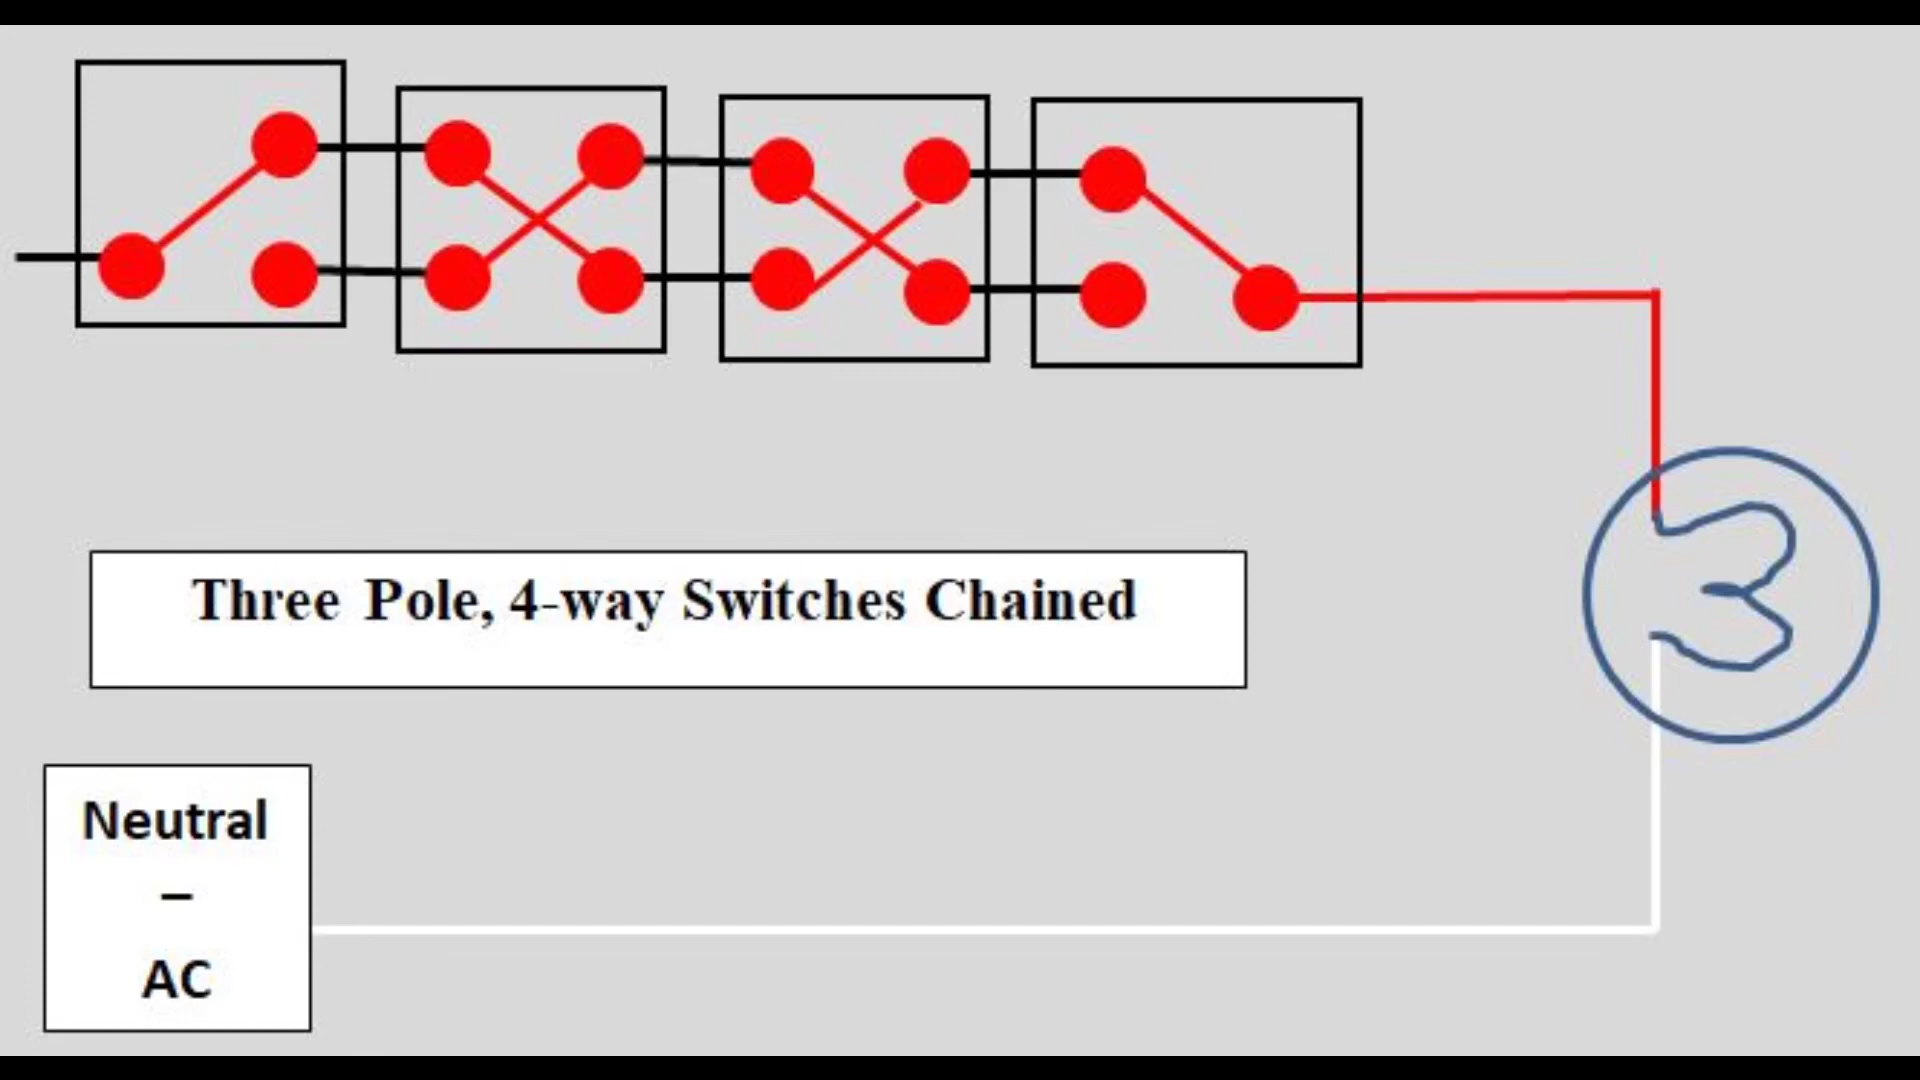 Three Pole, 4-way Switches Chained
Neutral
–
AC